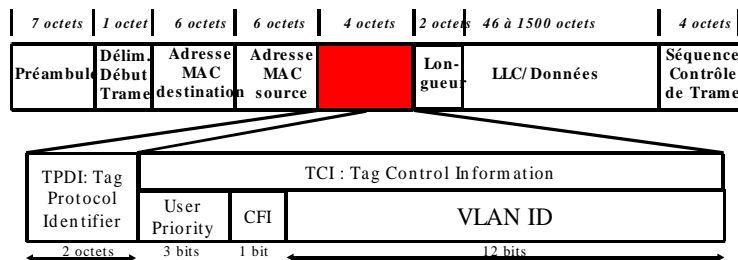 7 octets 1 octet 6 octets 6 octets 4 octets 2 octets 46 à 1500 octets 4 octets
Préambule
Délim.
Début
Trame
Adresse
MAC
destination
Adresse
MAC
source
Lon-
gueur
LLC/Données
Séquence
Contrôle
de Trame
TPDI: Tag
Protocol
Identifier
TCI : Tag Control Information
User
Priority
CFI
VLAN ID
2 octets 3 bits 1 bit 12 bits